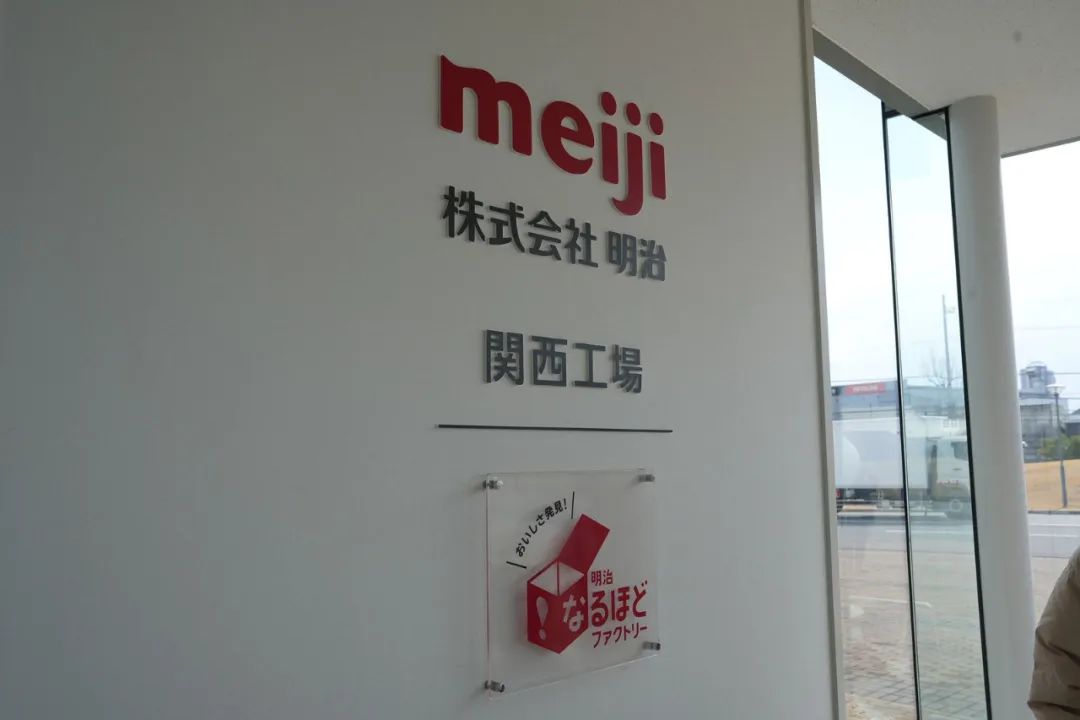 meiji
株式会社 明治
関西工場
おいしさ発見!
明治
なるほど
ファクトリー